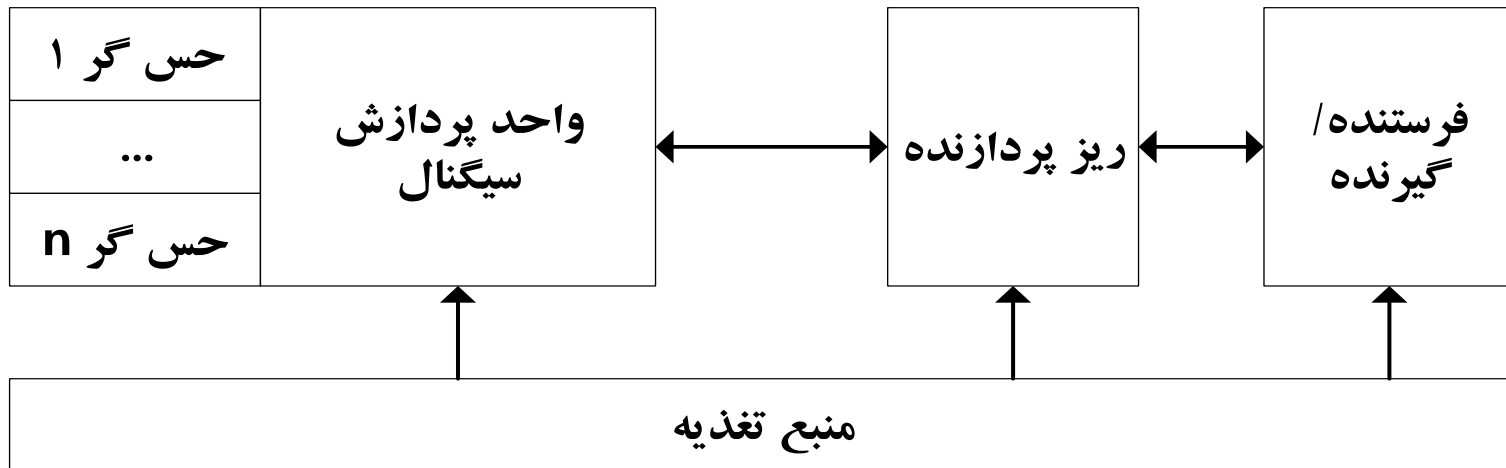 حس گر ۱
...
حس گر n
واحد پردازش
سیگنال
ریز پردازنده
فرستنده/
گیرنده
منبع تغذیه